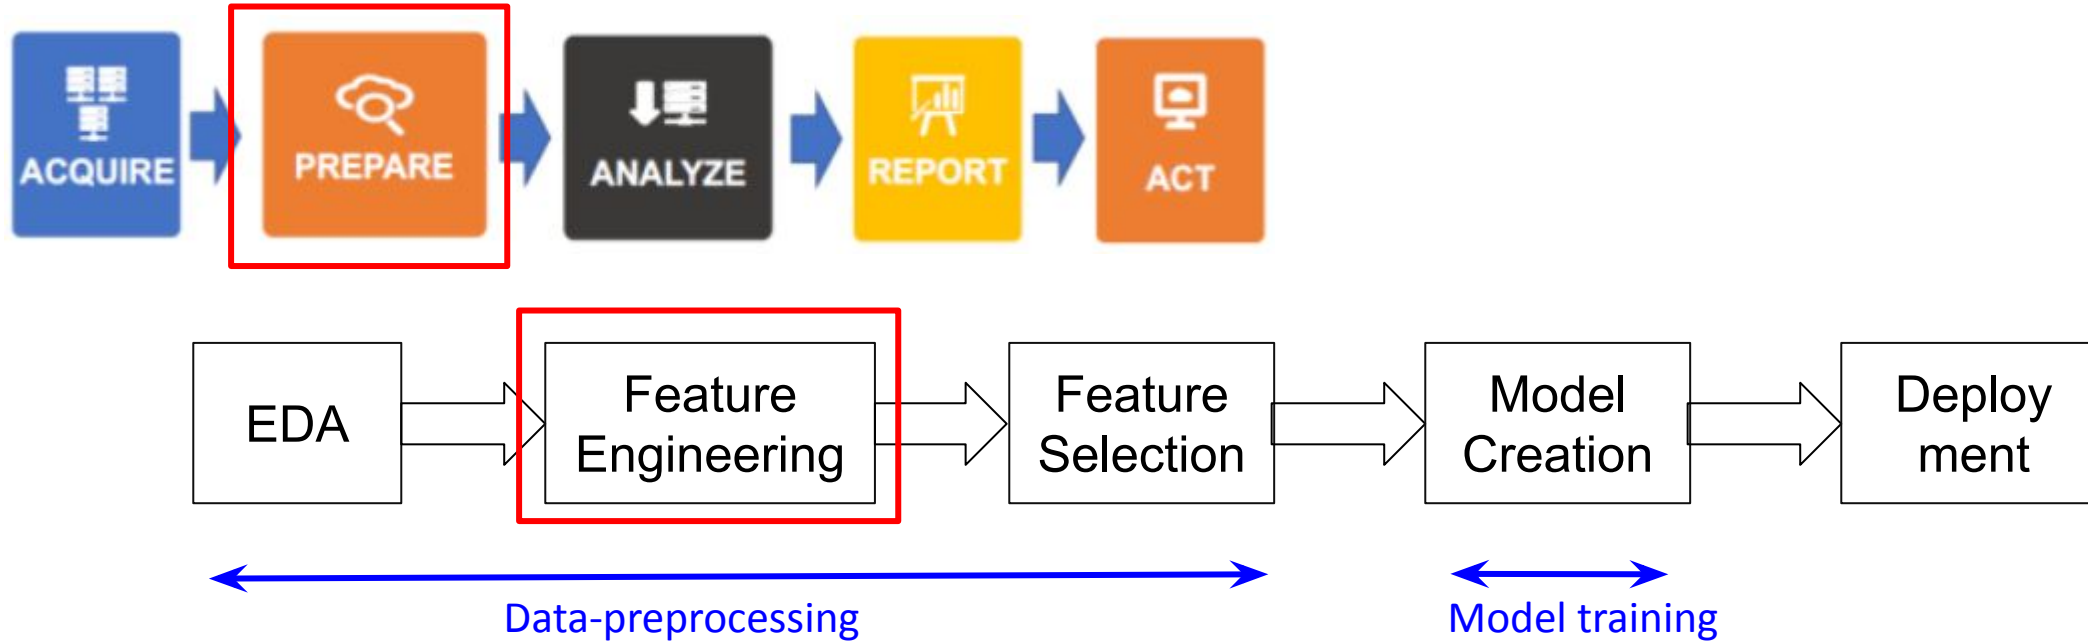 ACQUIRE
PREPARE
ANALYZE
REPORT
ACT
EDA
Feature
Engineering
Feature
Selection
Model
Creation
Deploy
ment
Data-preprocessing
Model training